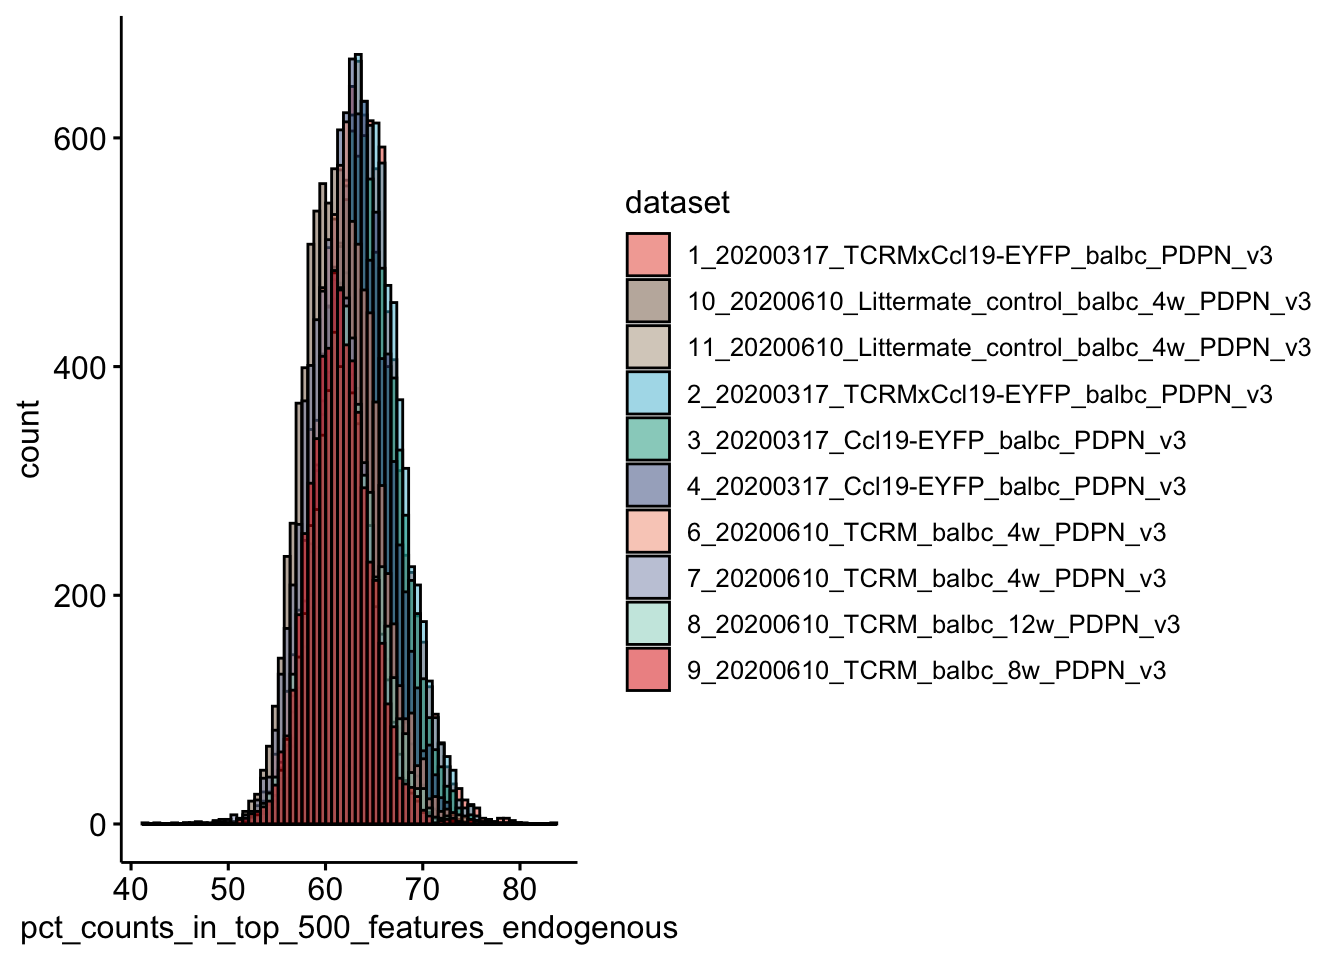 600
400
200
0
count
40 50 60 70 80
pct_counts_in_top_500_features_endogenous
dataset
1_20200317_TCRMxCcl19-EYFP_balbc_PDPN_v3
10_20200610_Littermate_control_balbc_4w_PDPN_v3
11_20200610_Littermate_control_balbc_4w_PDPN_v3
2_20200317_TCRMxCcl19-EYFP_balbc_PDPN_v3
3_20200317_Ccl19-EYFP_balbc_PDPN_v3
4_20200317_Ccl19-EYFP_balbc_PDPN_v3
6_20200610_TCRM_balbc_4w_PDPN_v3
7_20200610_TCRM_balbc_4w_PDPN_v3
8_20200610_TCRM_balbc_12w_PDPN_v3
9_20200610_TCRM_balbc_8w_PDPN_v3